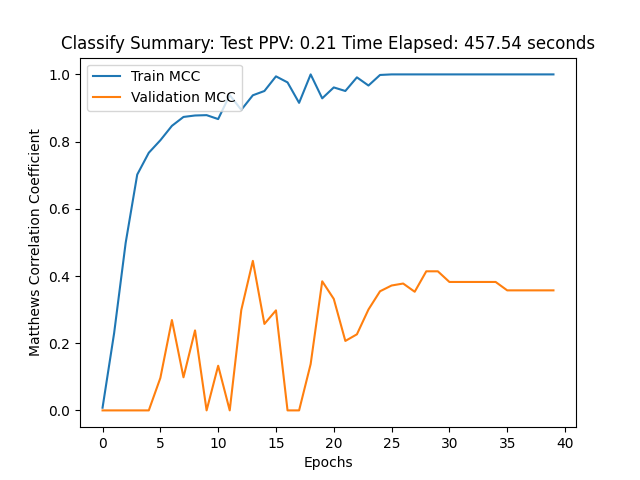 Classify Summary: Test PPV: 0.21 Time Elapsed: 457.54 seconds
Train MCC
Validation MCC
Matthews Correlation Coefficient
1.0
0.8
0.6
0.4
0.2
0.0
0 5 10 15 20 25 30 35 40
Epochs